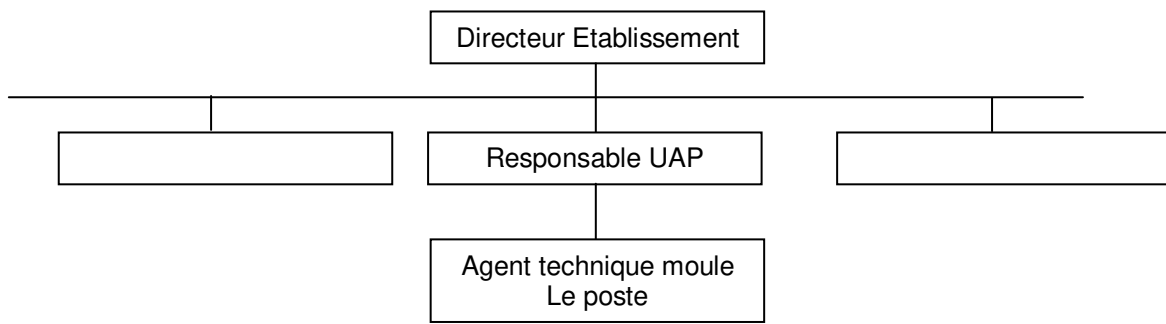 Directeur Etablissement
Responsable UAP
Agent technique moule
Le poste